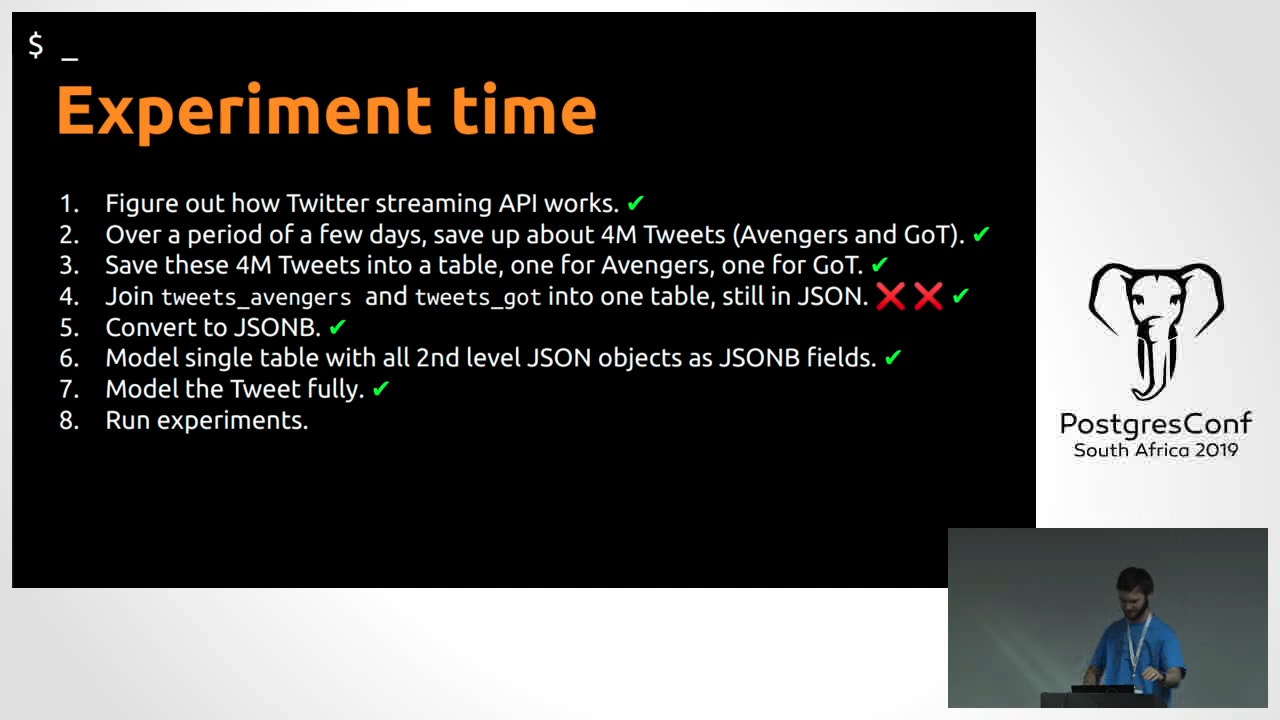 $ _
Experiment time
1. Figure out how Twitter streaming API works. ✔
2. Over a period of a few days, save up about 4M Tweets (Avengers and GoT). ✔
3. Save these 4M Tweets into a table, one for Avengers, one for GoT. ✔
4. Join tweets_avengers and tweets_got into one table, still in JSON. ❌ ❌ ✔
5. Convert to JSONB. ✔
6. Model single table with all 2nd level JSON objects as JSONB fields. ✔
7. Model the Tweet fully. ✔
8. Run experiments.
PostgresConf
South Africa 2019